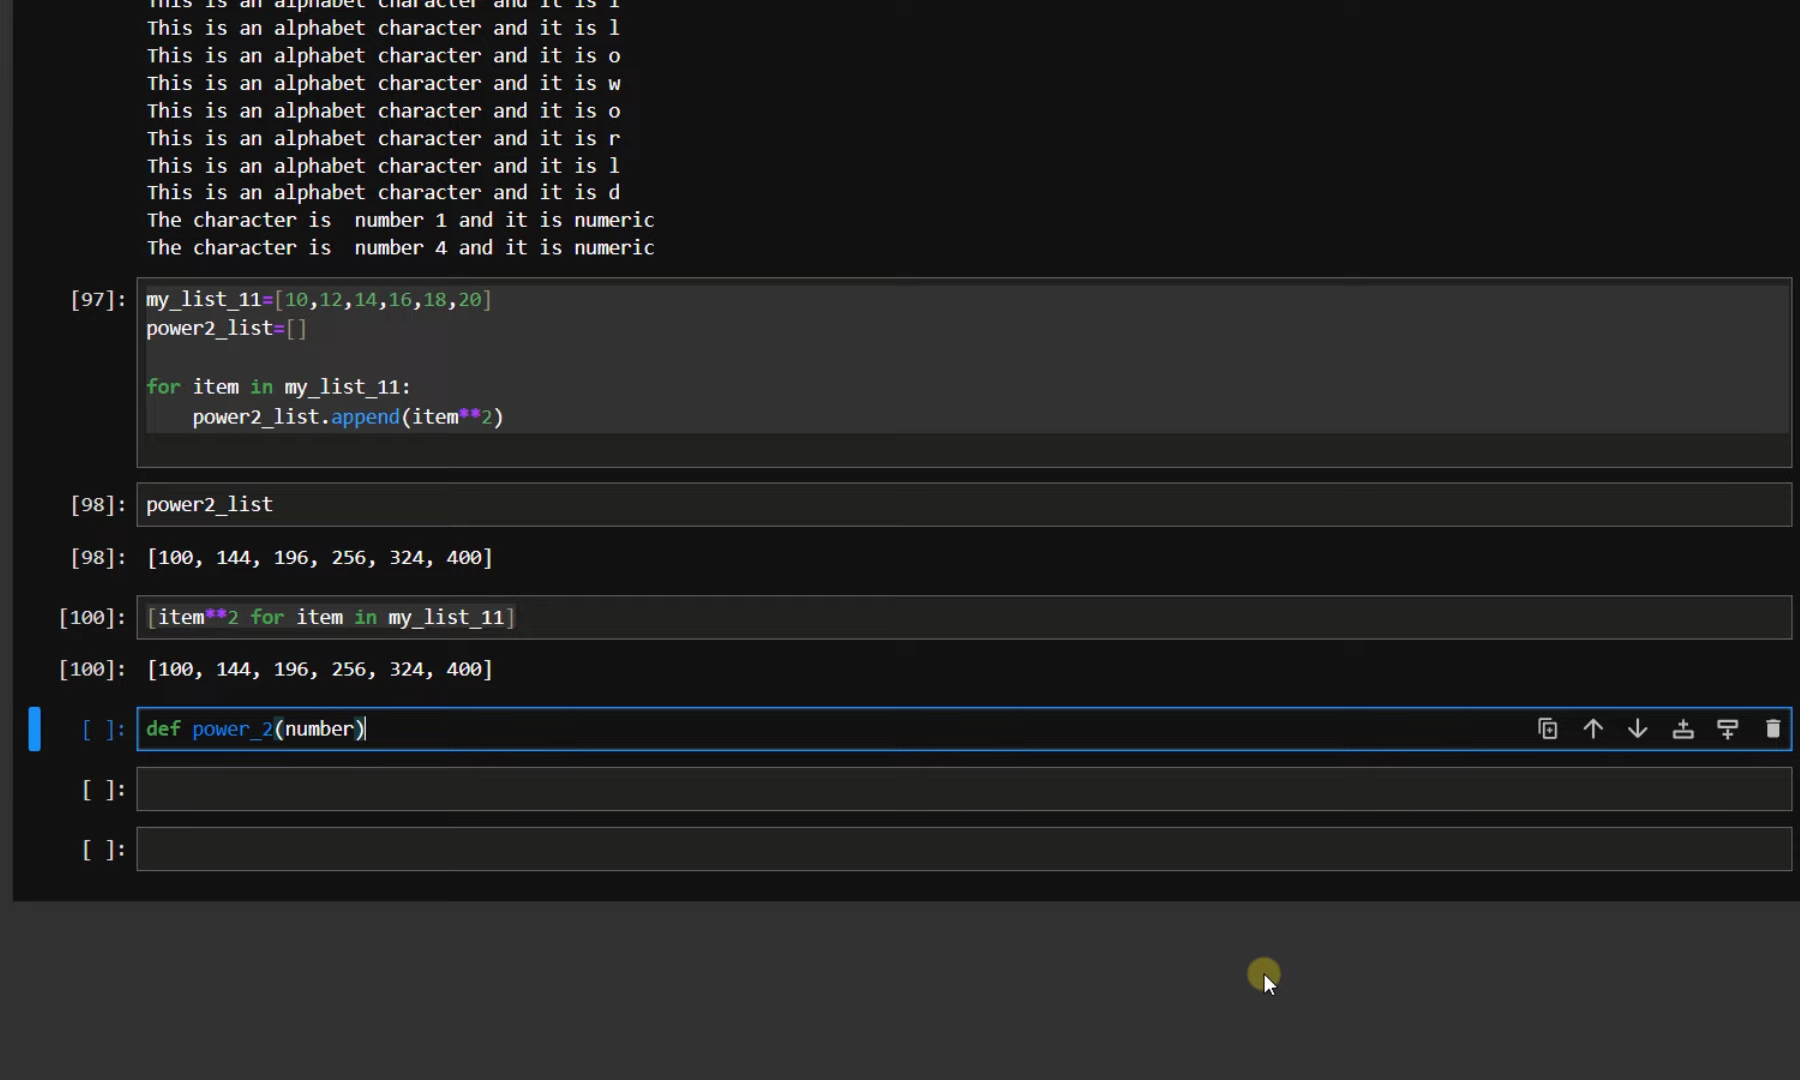 This is an alphabet character and it is l
This is an alphabet character and it is l
This is an alphabet character and it is o
This is an alphabet character and it is w
This is an alphabet character and it is o
This is an alphabet character and it is r
This is an alphabet character and it is l
This is an alphabet character and it is d
The character is  number 1 and it is numeric
The character is  number 4 and it is numeric
[97]: my_list_11=[10,12,14,16,18,20]
power2_list=[]
for item in my_list_11:
    power2_list.append(item**2)
[98]: power2_list
[98]: [100, 144, 196, 256, 324, 400]
[100]: [item**2 for item in my_list_11]
[100]: [100, 144, 196, 256, 324, 400]
[ ]: def power_2(number)
[ ]:
[ ]: